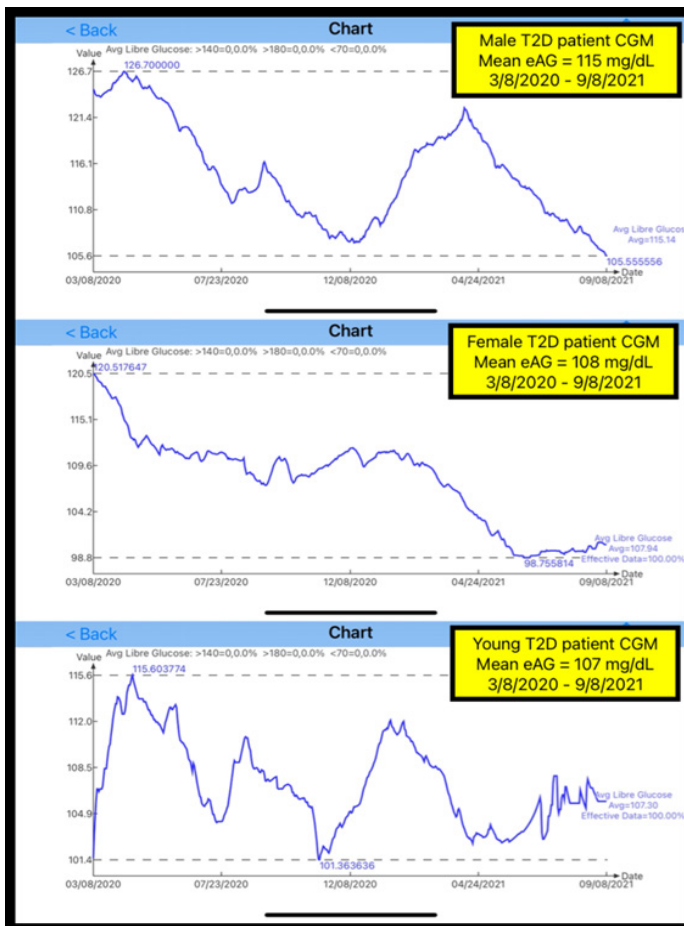 < Back
Chart
Male T2D patient CGM
Mean eAG = 115 mg/dL
3/8/2020 - 9/8/2021
Value
Avg Libre Glucose: >140=0,0.0% >180=0,0.0% <70=0,0.0%
126.700000
126.7
121.4
116.1
110.8
105.6
Avg Libre Glucos
Avg=115.14
105.555556
Date
03/08/2020 07/23/2020 12/08/2020 04/24/2021 09/08/2021
< Back
Chart
Female T2D patient CGM
Mean eAG = 108 mg/dL
3/8/2020 - 9/8/2021
Value
Avg Libre Glucose: >140=0,0.0% >180=0,0.0% <70=0,0.0%
120.517647
120.5
115.1
109.6
104.2
98.8
Avg Libre Glucose
Avg=107.94
Effective Data=100.00%
98.755814
Date
03/08/2020 07/23/2020 12/08/2020 04/24/2021 09/08/2021
< Back
Chart
Young T2D patient CGM
Mean eAG = 107 mg/dL
3/8/2020 - 9/8/2021
Value
Avg Libre Glucose: >140=0,0.0% >180=0,0.0% <70=0,0.0%
115.603774
115.6
112.0
108.5
104.9
101.4
Avg Libre Glucose
Avg=107.30
Effective Data=100.00%
101.363636
Date
03/08/2020 07/23/2020 12/08/2020 04/24/2021 09/08/2021